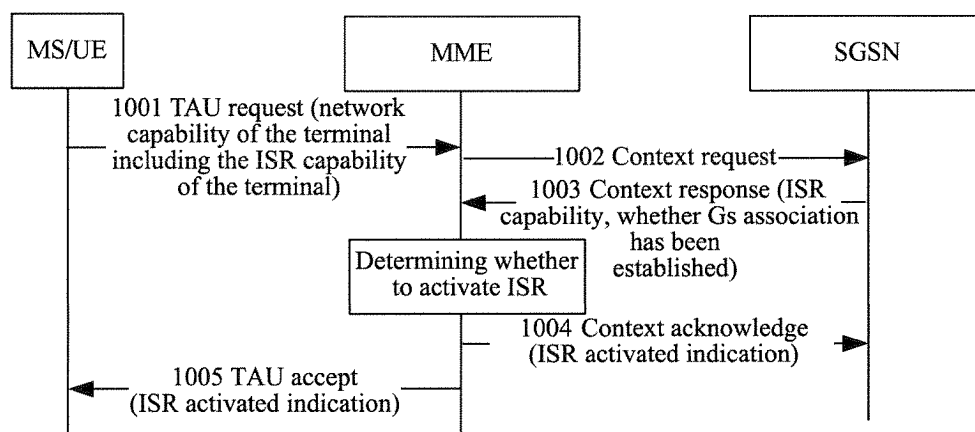 MS/UE
MME
SGSN
1001 TAU request (network
capability of the terminal
including the ISR capability
of the terminal)
1002 Context request
1003 Context response (ISR
capability, whether Gs association
has been
established)
Determining whether
to activate ISR
1004 Context acknowledge
(ISR activated indication)
1005 TAU accept
(ISR activated indication)